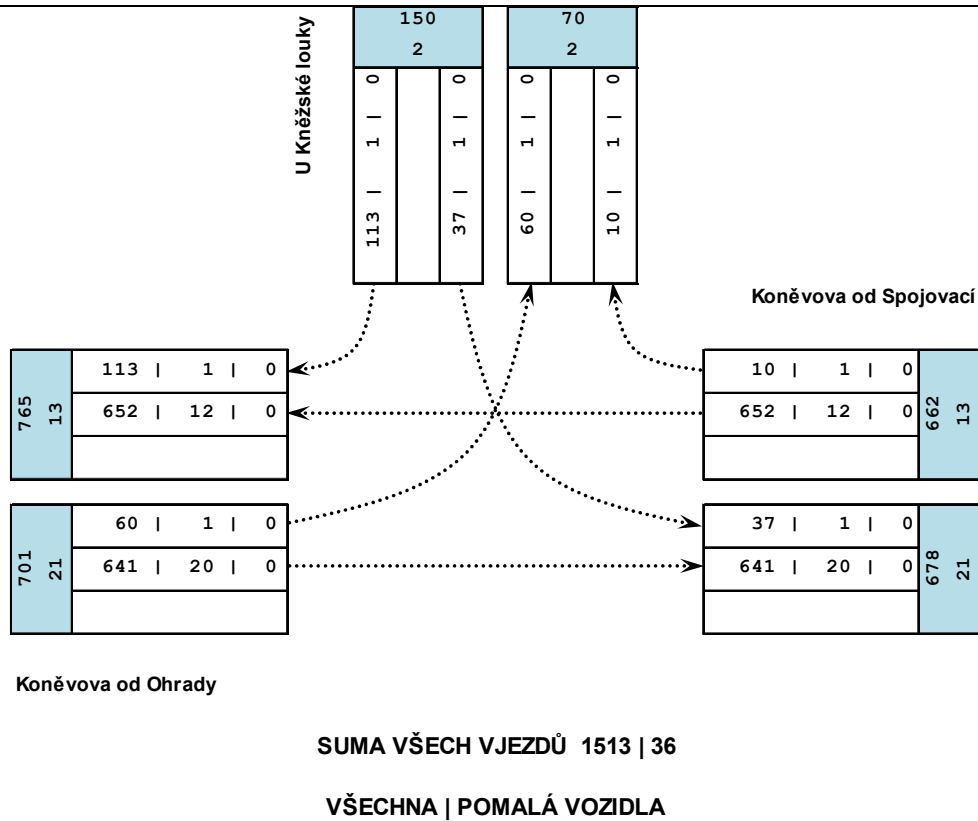 150
2
70
2
U Kněžské louky
113 | 1 | 0
37 | 1 | 0
60 | 1 | 0
10 | 1 | 0
Koněvova od Spojovací
765
13
113 | 1 | 0
652 | 12 | 0
10 | 1 | 0
652 | 12 | 0
662
13
701
21
60 | 1 | 0
641 | 20 | 0
37 | 1 | 0
641 | 20 | 0
678
21
Koněvova od Ohrady
SUMA VŠECH VJEZDŮ 1513 | 36
VŠECHNA | POMALÁ VOZIDLA